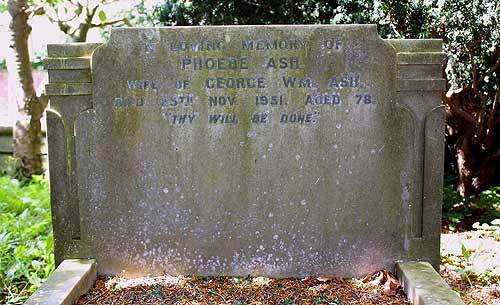 IN LOVING MEMORY OF
PHOEBE ASH
WIFE OF GEORGE WM. ASH.
DIED 25TH NOV. 1951. AGED 78.
"THY WILL BE DONE."